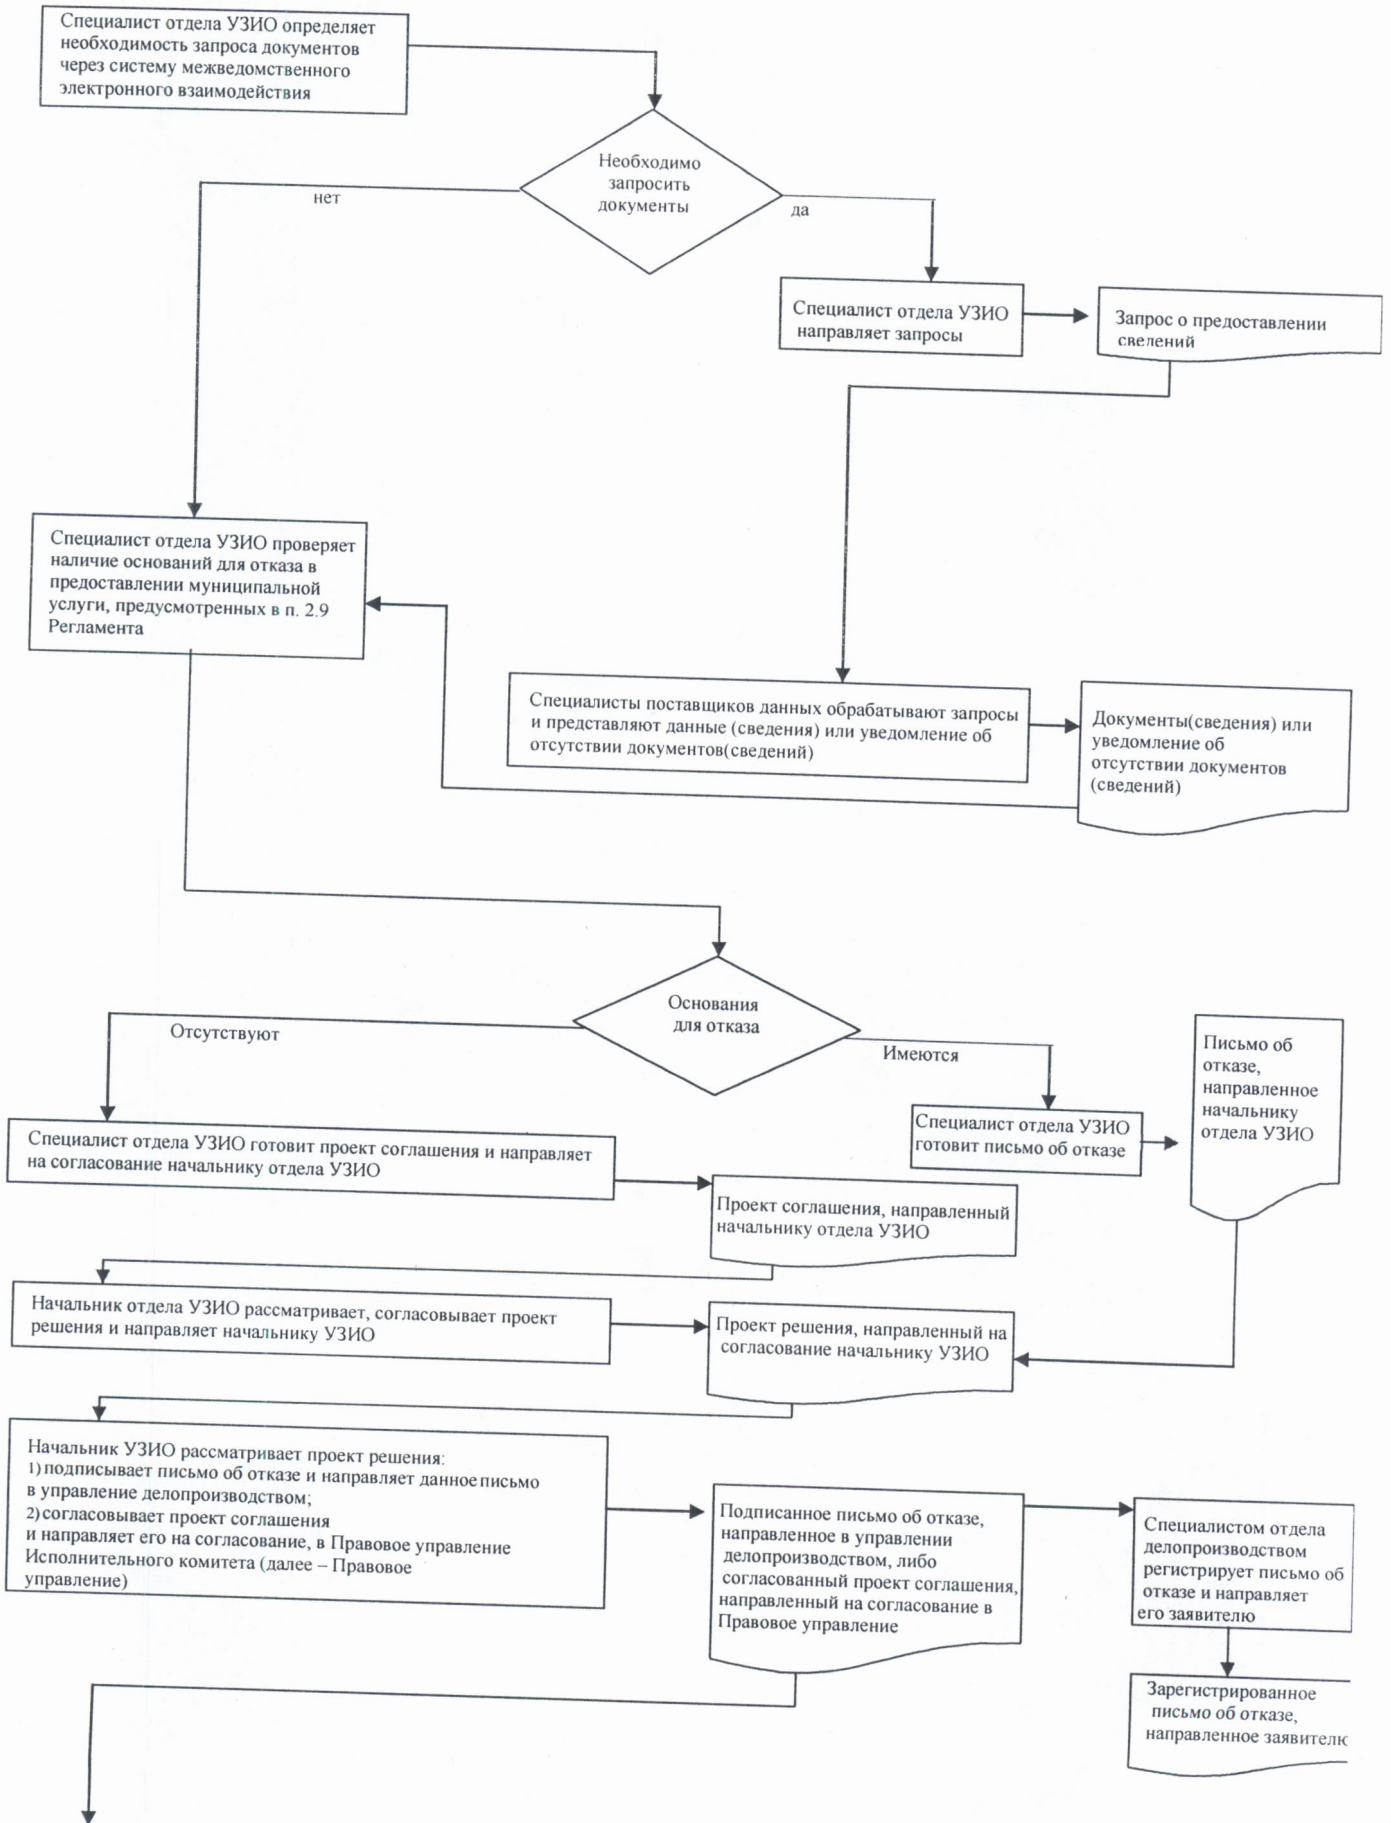 Специалист отдела УЗИО определяет
необходимость запроса документов
через систему межведомственного
электронного взаимодействия
Необходимо
запросить
документы
нет
да
Специалист отдела УЗИО
направляет запросы
Запрос о предоставлении
сведений
Специалист отдела УЗИО проверяет
наличие оснований для отказа в
предоставлении муниципальной
услуги, предусмотренных в п. 2.9
Регламента
Специалисты поставщиков данных обрабатывают запросы
и представляют данные (сведения) или уведомление об
отсутствии документов(сведений)
Документы(сведения) или
уведомление об
отсутствии документов
(сведений)
Основания
для отказа
Отсутствуют
Имеются
Письмо об
отказе,
направленное
начальнику
отдела УЗИО
Специалист отдела УЗИО
готовит письмо об отказе
Специалист отдела УЗИО готовит проект соглашения и направляет
на согласование начальнику отдела УЗИО
Проект соглашения, направленный
начальнику отдела УЗИО
Начальник отдела УЗИО рассматривает, согласовывает проект
решения и направляет начальнику УЗИО
Проект решения, направленный на
согласование начальнику УЗИО
Начальник УЗИО рассматривает проект решения:
1) подписывает письмо об отказе и направляет данное письмо
в управление делопроизводством;
2) согласовывает проект соглашения
и направляет его на согласование, в Правовое управление
Исполнительного комитета (далее – Правовое
управление)
Подписанное письмо об отказе,
направленное в управлении
делопроизводством, либо
согласованный проект соглашения,
направленный на согласование в
Правовое управление
Специалистом отдела
делопроизводством
регистрирует письмо об
отказе и направляет
его заявителю
Зарегистрированное
письмо об отказе,
направленное заявителю